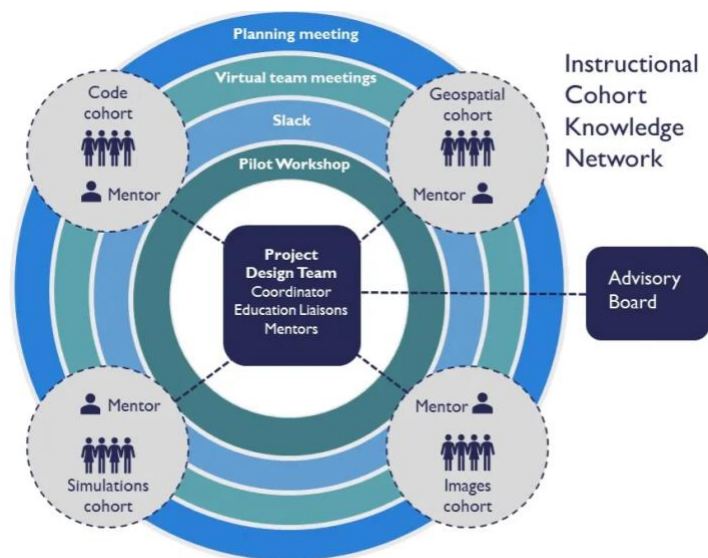 Planning meeting
Virtual team meetings
Slack
Pilot Workshop
Code
cohort
Mentor
Geospatial
cohort
Mentor
Instructional
Cohort
Knowledge
Network
Project
Design Team
Coordinator
Education Liaisons
Mentors
Advisory
Board
Mentor
Simulations
cohort
Mentor
Images
cohort